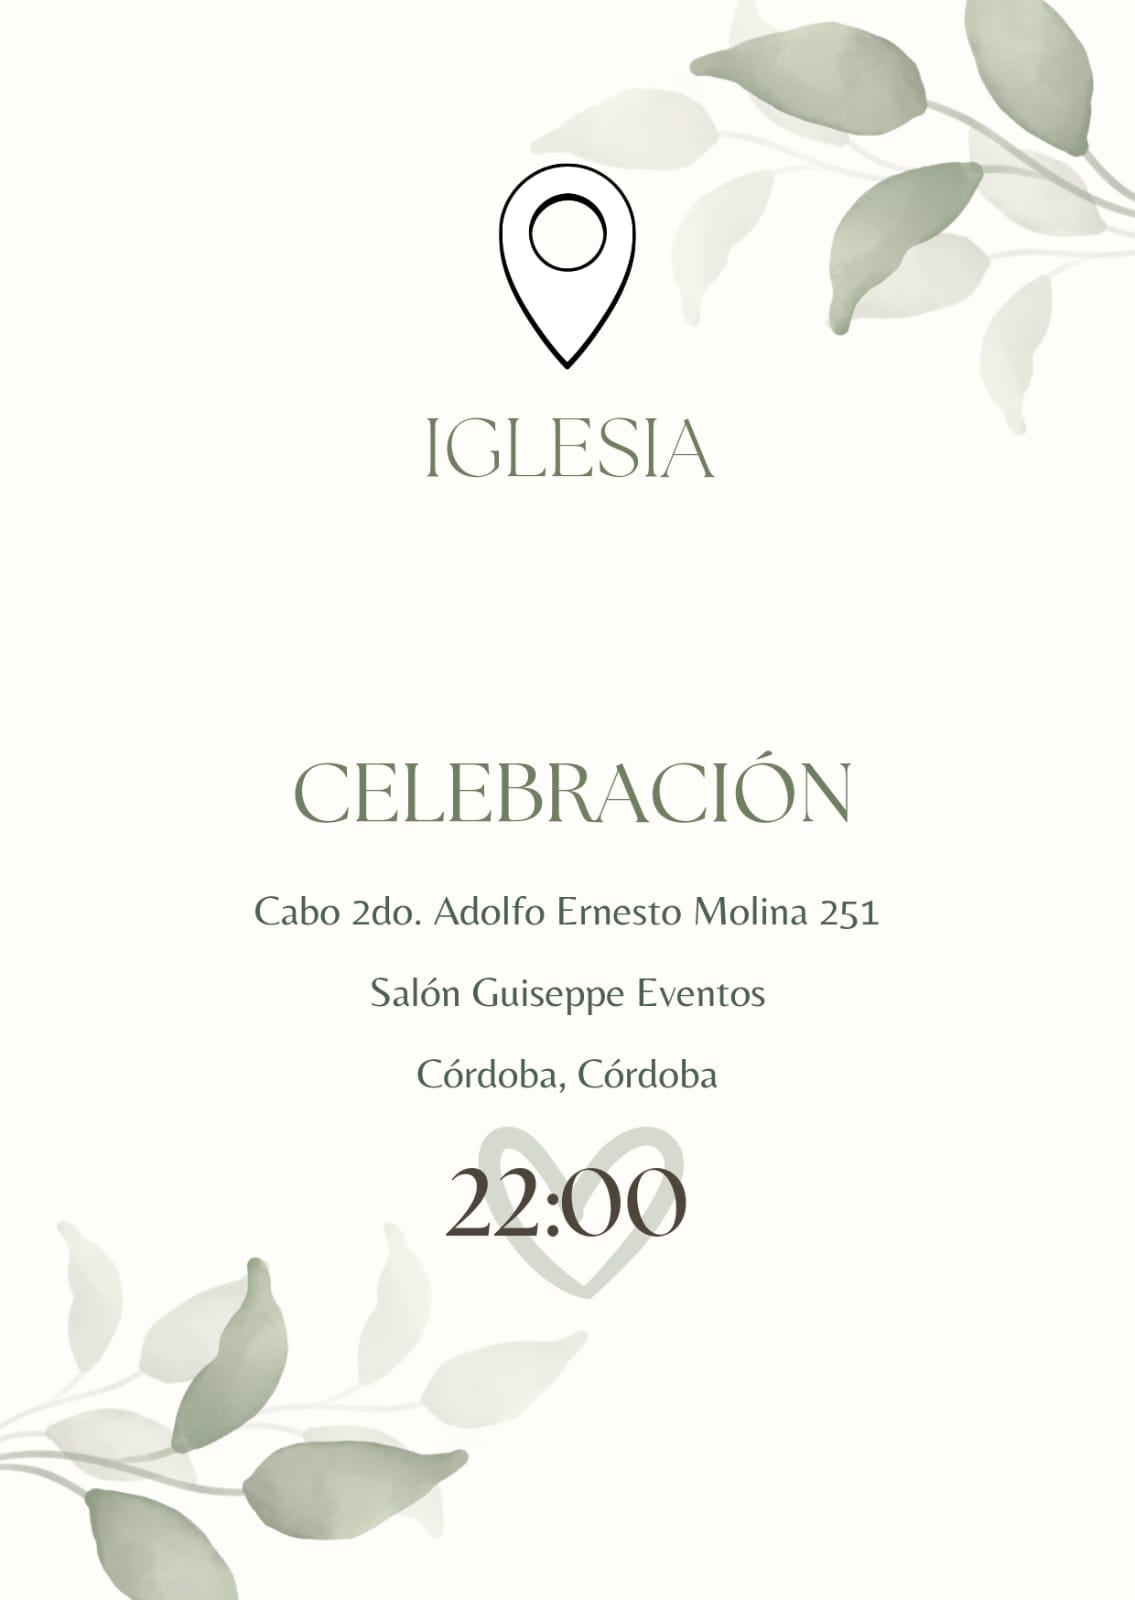 IGLESIA
CELEBRACIÓN
Cabo 2do. Adolfo Ernesto Molina 251
Salón Guiseppe Eventos
Córdoba, Córdoba
22:00